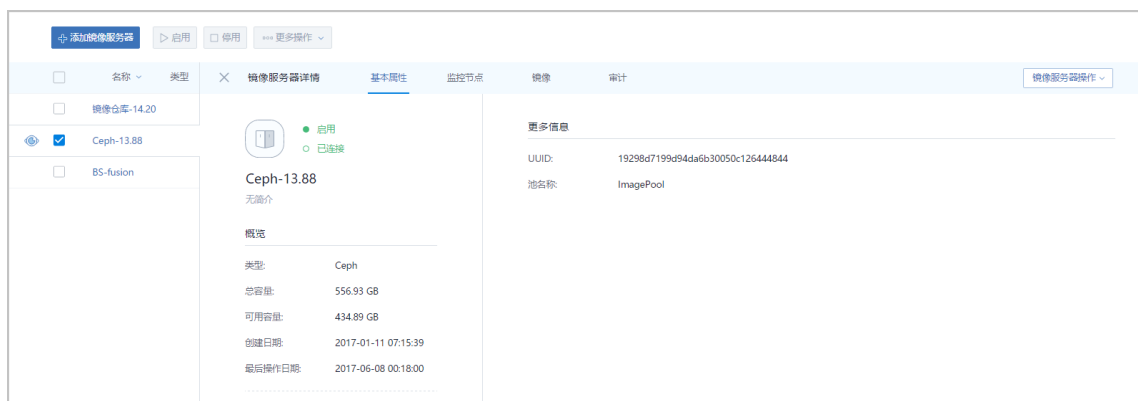 添加镜像服务器 启用 停用 更多操作
名称 类型 镜像服务器详情 基本属性 监控节点 镜像 审计 镜像服务器操作
镜像仓库-14.20
Ceph-13.88
BS-fusion
启用
已连接
Ceph-13.88
无简介
概览
类型: Ceph
总容量: 556.93 GB
可用容量: 434.89 GB
创建日期: 2017-01-11 07:15:39
最后操作日期: 2017-06-08 00:18:00
更多信息
UUID: 19298d7199d94da6b30050c126444844
池名称: ImagePool